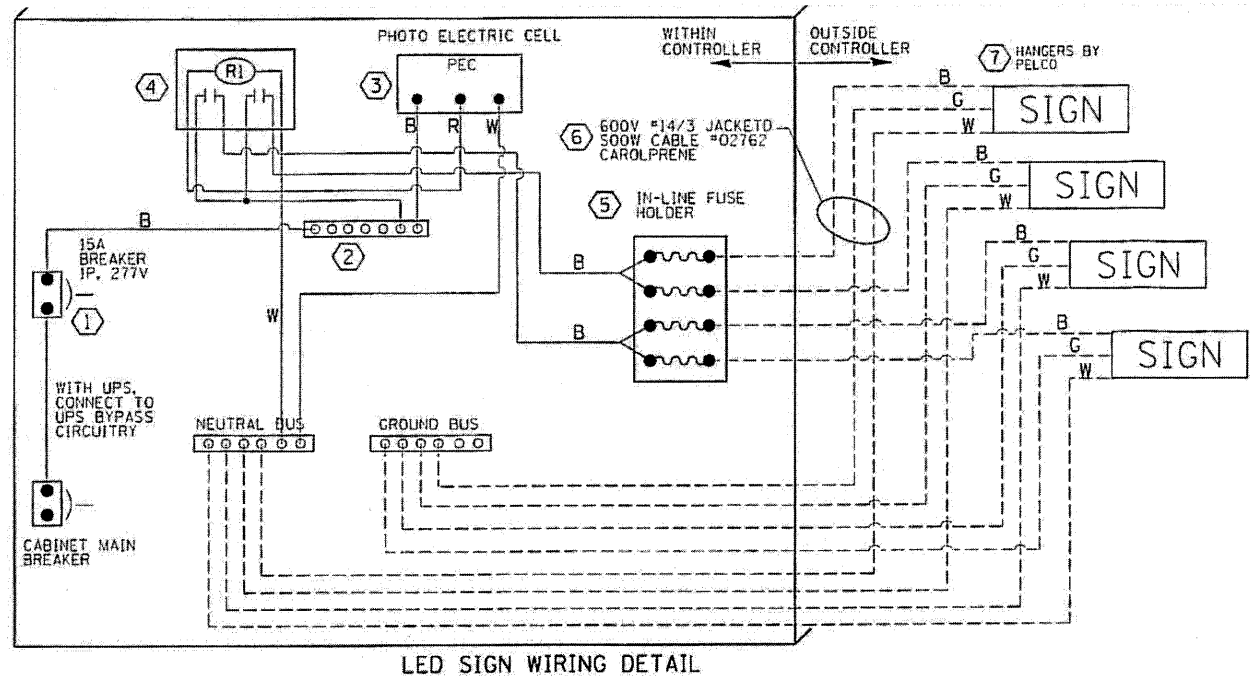 PHOTO ELECTRIC CELL
PEC
WITHIN
CONTROLLER
OUTSIDE
CONTROLLER
7
HANGERS BY
PELCO
4
R1
3
B R W
6
600V #14/3 JACKETD
SOOW CABLE #02762
CAROLPRENE
B
G
W
SIGN
B
G
W
SIGN
5
IN-LINE FUSE
HOLDER
B
15A
BREAKER
1P, 277V
1
2
B
G
W
SIGN
B
B
W
B
G
W
SIGN
WITH UPS,
CONNECT TO
UPS BYPASS
CIRCUITRY
NEUTRAL BUS
GROUND BUS
CABINET MAIN
BREAKER
LED SIGN WIRING DETAIL